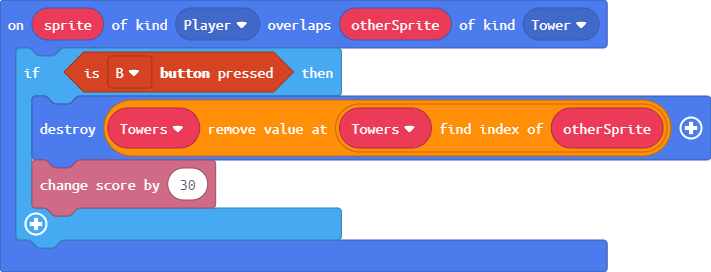 on sprite of kind Player overlaps otherSprite of kind Tower
if is B button pressed then
destroy Towers remove value at Towers find index of otherSprite
change score by 30